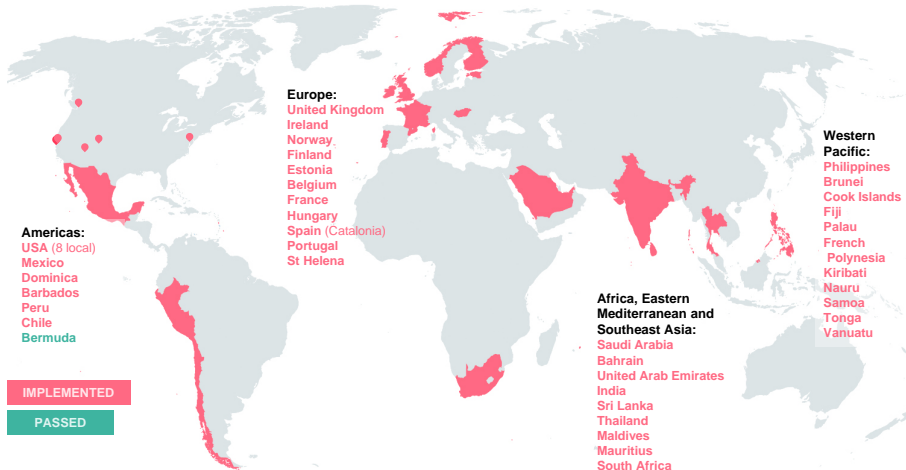 Europe:
United Kingdom
Ireland
Norway
Finland
Estonia
Belgium
France
Hungary
Spain (Catalonia)
Portugal
St Helena
Western
Pacific:
Philippines
Brunei
Cook Islands
Fiji
Palau
French
Polynesia
Kiribati
Nauru
Samoa
Tonga
Vanuatu
Americas:
USA (8 local)
Mexico
Dominica
Barbados
Peru
Chile
Bermuda
Africa, Eastern
Mediterranean and
Southeast Asia:
Saudi Arabia
Bahrain
United Arab Emirates
India
Sri Lanka
Thailand
Maldives
Mauritius
South Africa
IMPLEMENTED
PASSED